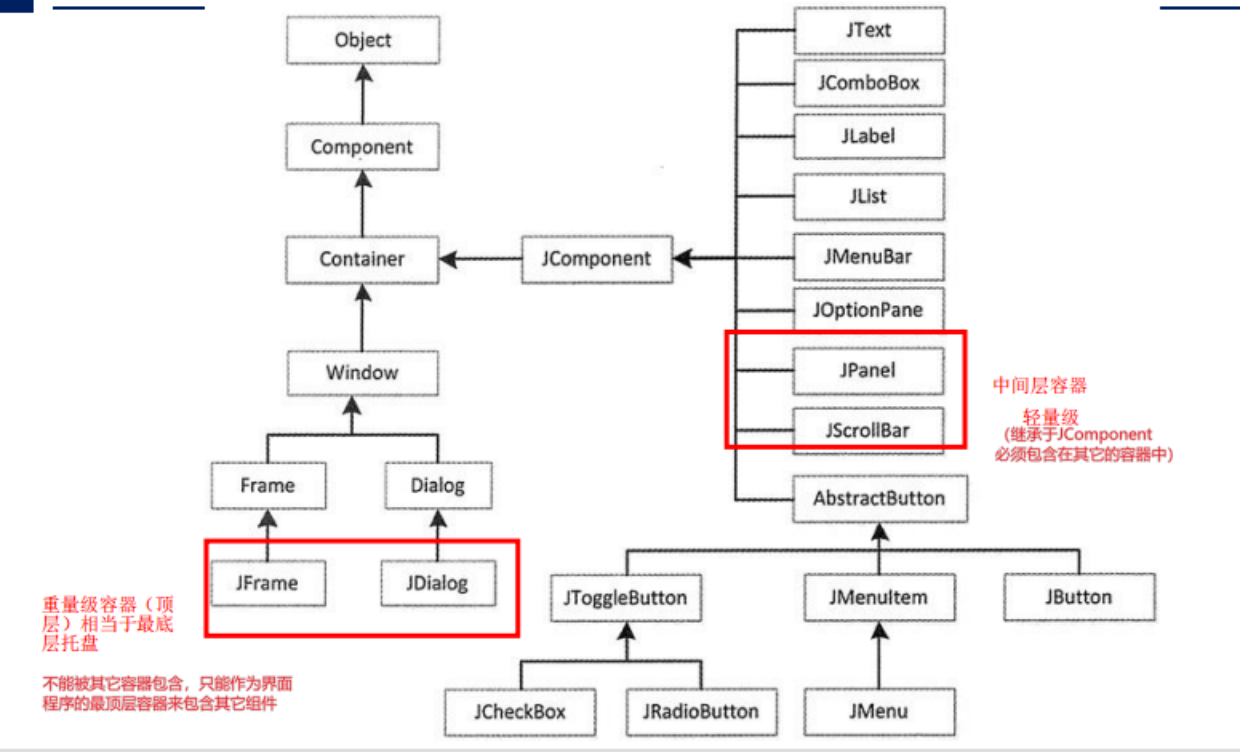 Object
Component
Container
Window
Frame
Dialog
JFrame
JDialog
重量级容器（顶
层）相当于最底
层托盘
不能被其它容器包含，只能作为界面
程序的最顶层容器来包含其它组件
JComponent
JText
JComboBox
JLabel
JList
JMenuBar
JOptionPane
JPanel
JScrollBar
中间层容器
轻量级
(继承于JComponent
必须包含在其它的容器中)
AbstractButton
JToggleButton
JMenuItem
JButton
JCheckBox
JRadioButton
JMenu